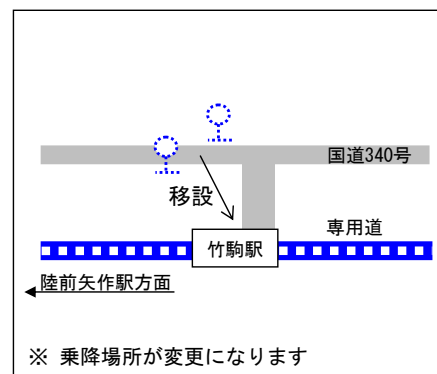 国道340号
移設
専用道
竹駒駅
陸前矢作駅方面
※ 乗降場所が変更になります